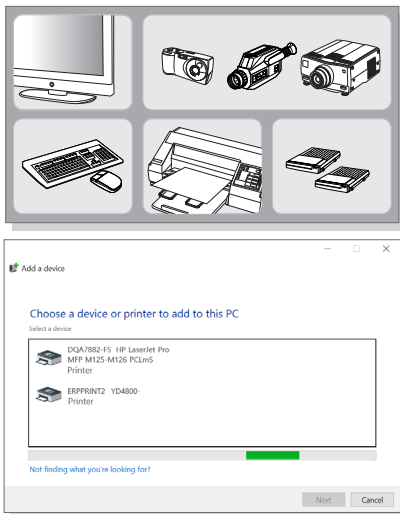 Add a device
Choose a device or printer to add to this PC
Select a device
DQA7882-F5 HP LaserJet Pro
MFP M125-M126 PCLmS
Printer
ERPPRINT2 YD4800-
Printer
Not finding what you're looking for?
Next
Cancel